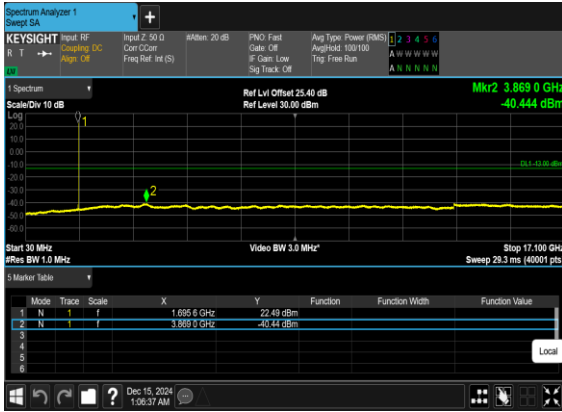 Spectrum Analyzer 1
Swept SA
+
KEYSIGHT Input: RF Input Z: 50 Ω #Atten: 20 dB PNO: Fast Avg Type: Power (RMS) 1 2 3 4 5 6
R T Coupling: DC Corr CCorr Gate: Off Avg|Hold: 100/100 A W W W W W
Align: Off Freq Ref: Int (S) IF Gain: Low Trig: Free Run
Sig Track: Off A N N N N N
1 Spectrum Ref Lvl Offset 25.40 dB Mkr2 3.869 0 GHz
Scale/Div 10 dB Ref Level 30.00 dBm -40.444 dBm
Log
20.0
10.0
0.00
-10.0
-20.0
-30.0
-40.0
-50.0
-60.0
1
DL1 -13.00 dBm
2
Start 30 MHz Video BW 3.0 MHz* Stop 17.100 GHz
#Res BW 1.0 MHz Sweep 29.3 ms (40001 pts)
5 Marker Table
Mode Trace Scale X Y Function Function Width Function Value
1 N 1 f 1.695 6 GHz 22.49 dBm
2 N 1 f 3.869 0 GHz -40.44 dBm
3
4
5
6
Local
? Dec 15, 2024
1:06:37 AM